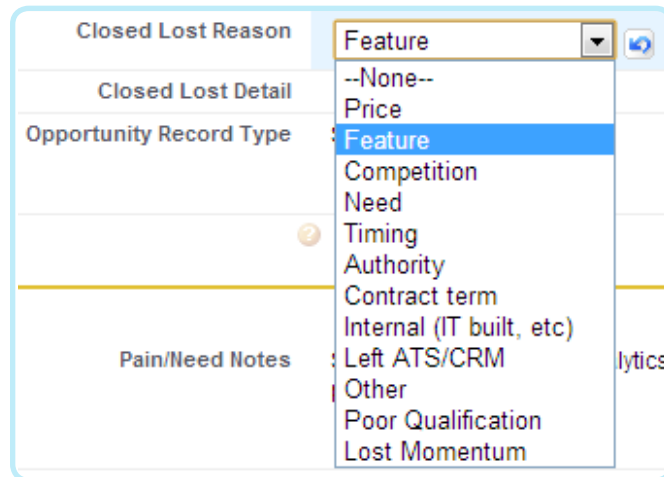 Closed Lost Reason
Feature
--None--
Price
Feature
Competition
Need
Timing
Authority
Contract term
Internal (IT built, etc)
Left ATS/CRM
Other
Poor Qualification
Lost Momentum
Closed Lost Detail
Opportunity Record Type
?
Pain/Need Notes